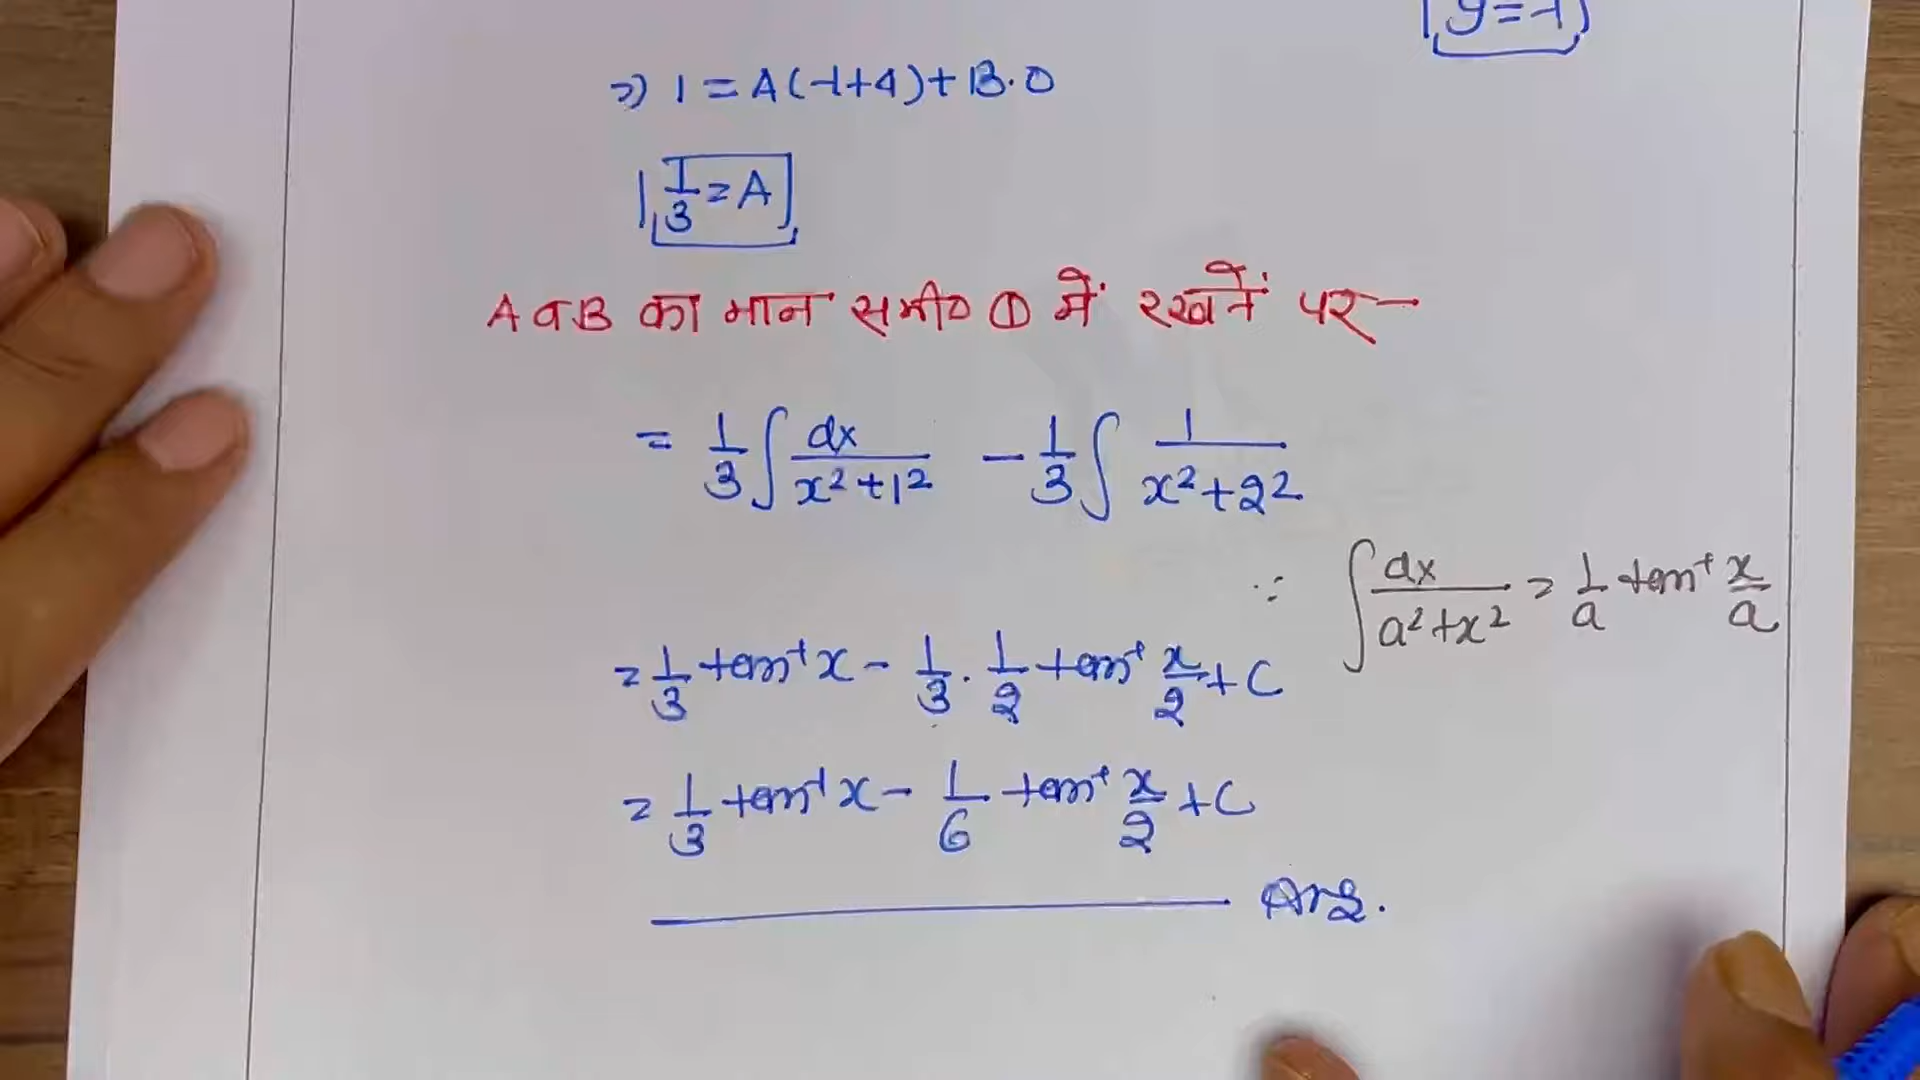 y=-1
⇒ 1 = A(-1+4) + B.0
1/3 = A
A व B का मान समी० ① में रखनें पर-
= 1/3 ∫ dx/(x²+1²) - 1/3 ∫ 1/(x²+2²)
∵ ∫ dx/(a²+x²) = 1/a tan⁻¹ x/a
= 1/3 tan⁻¹ x - 1/3 . 1/2 tan⁻¹ x/2 + C
= 1/3 tan⁻¹ x - 1/6 tan⁻¹ x/2 + C
Ans.